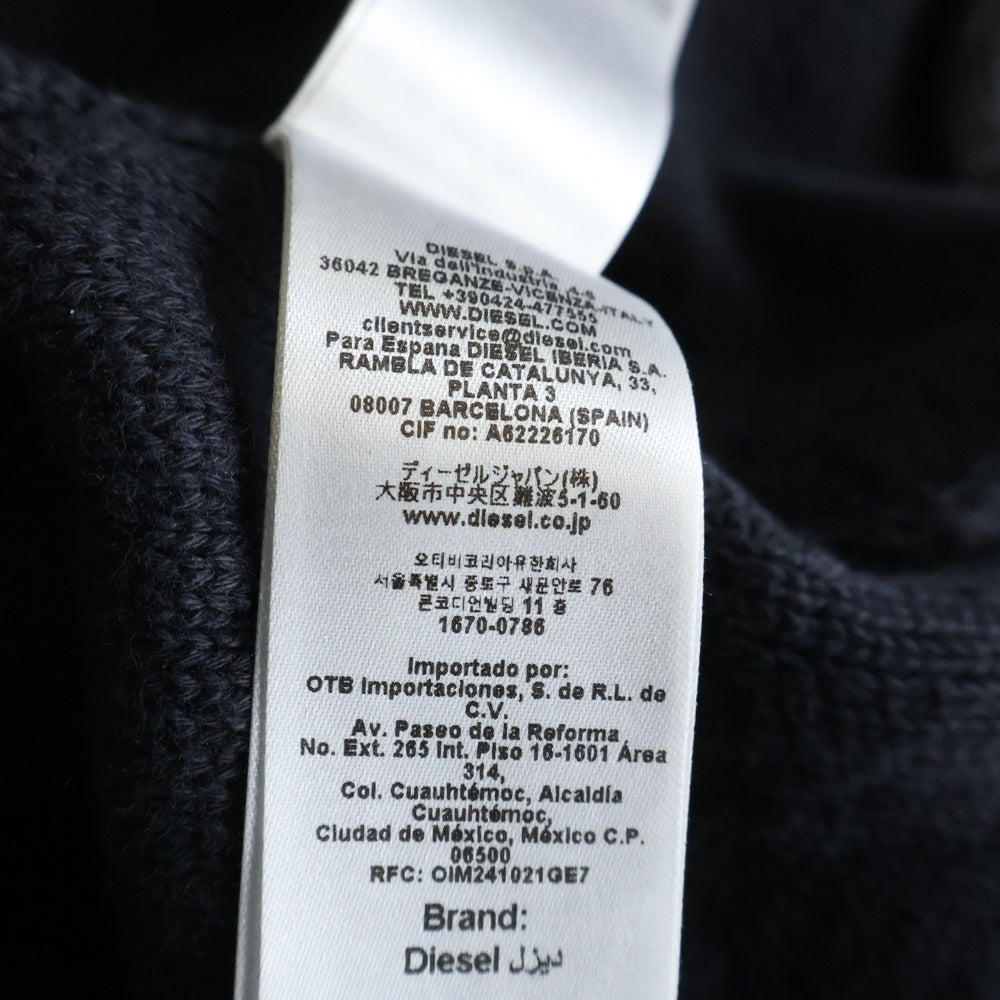 DIESEL S.P.A.
Via dell'Industria 4-6
36042 BREGANZE-VICENZA-ITALY
TEL +390424-477555
WWW.DIESEL.COM
clientservice@diesel.com
Para Espana DIESEL IBERIA S.A.
RAMBLA DE CATALUNYA, 33,
PLANTA 3
08007 BARCELONA (SPAIN)
CIF no: A62226170
ディーゼルジャパン(株)
大阪市中央区難波5-1-60
www.diesel.co.jp
오티비코리아유한회사
서울특별시 종로구 새문안로 76
콘코디언빌딩 11 층
1670-0786
Importado por:
OTB Importaciones, S. de R.L. de
C.V.
Av. Paseo de la Reforma
No. Ext. 265 Int. Piso 16-1601 Área
314,
Col. Cuauhtémoc, Alcaldía
Cuauhtémoc,
Ciudad de México, México C.P.
06500
RFC: OIM241021GE7
Brand:
Diesel ديزل